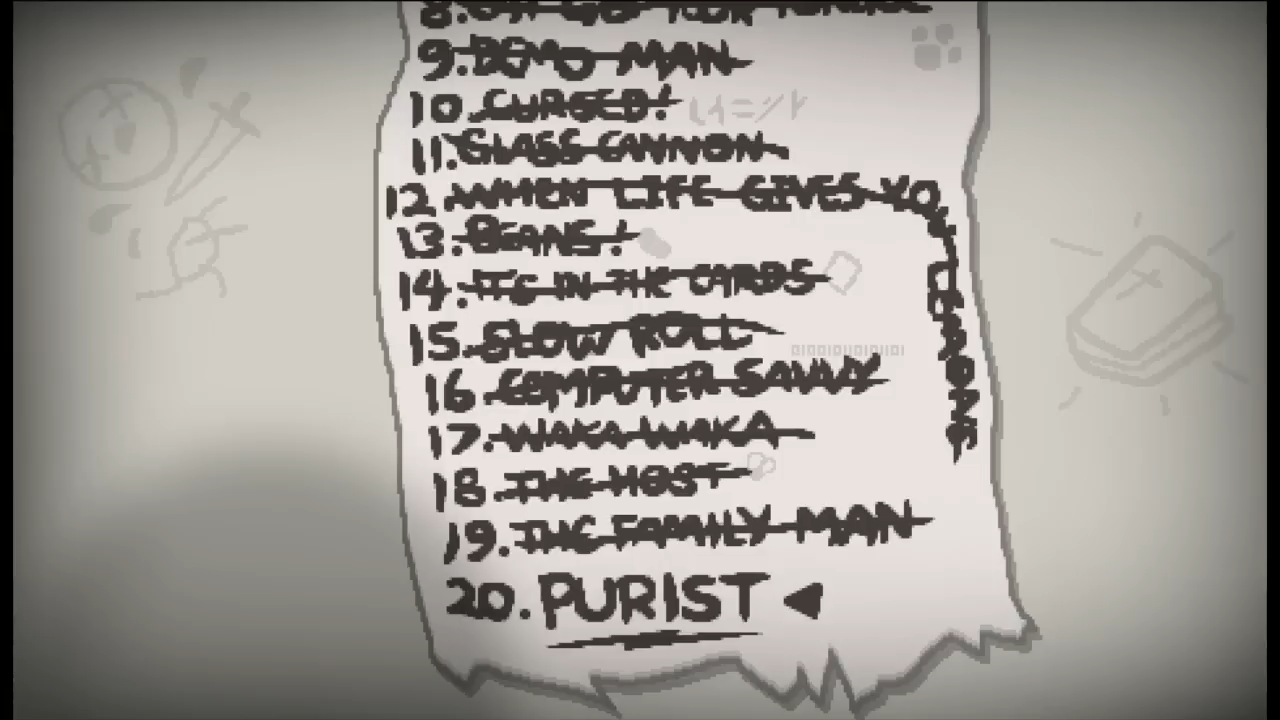 9. DEMO MAN
10. CURSED!
11. GLASS CANNON
12. WHEN LIFE GIVES YOU LEMONS
13. BEANS!
14. IT'S IN THE CARDS
15. SLOW ROLL
16. COMPUTER SAVVY
17. WAKA WAKA
18. THE HOST
19. THE FAMILY MAN
20. PURIST